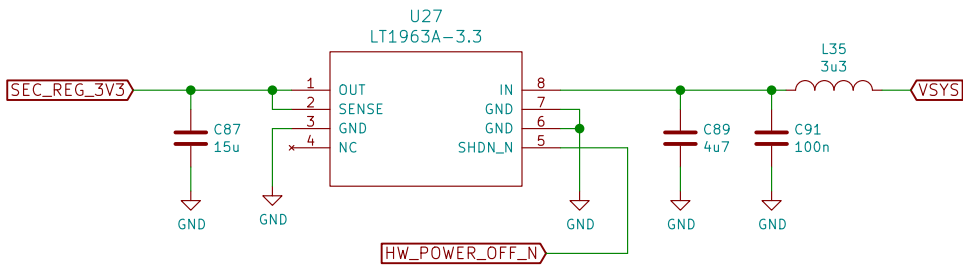 U27
LT1963A-3.3
L35
3u3
SEC_REG_3V3
1 OUT IN 8
VSYS
2 SENSE GND 7
3 GND GND 6
4 NC SHDN_N 5
C87
15u
C89
4u7
C91
100n
GND
GND
GND
GND
GND
HW_POWER_OFF_N